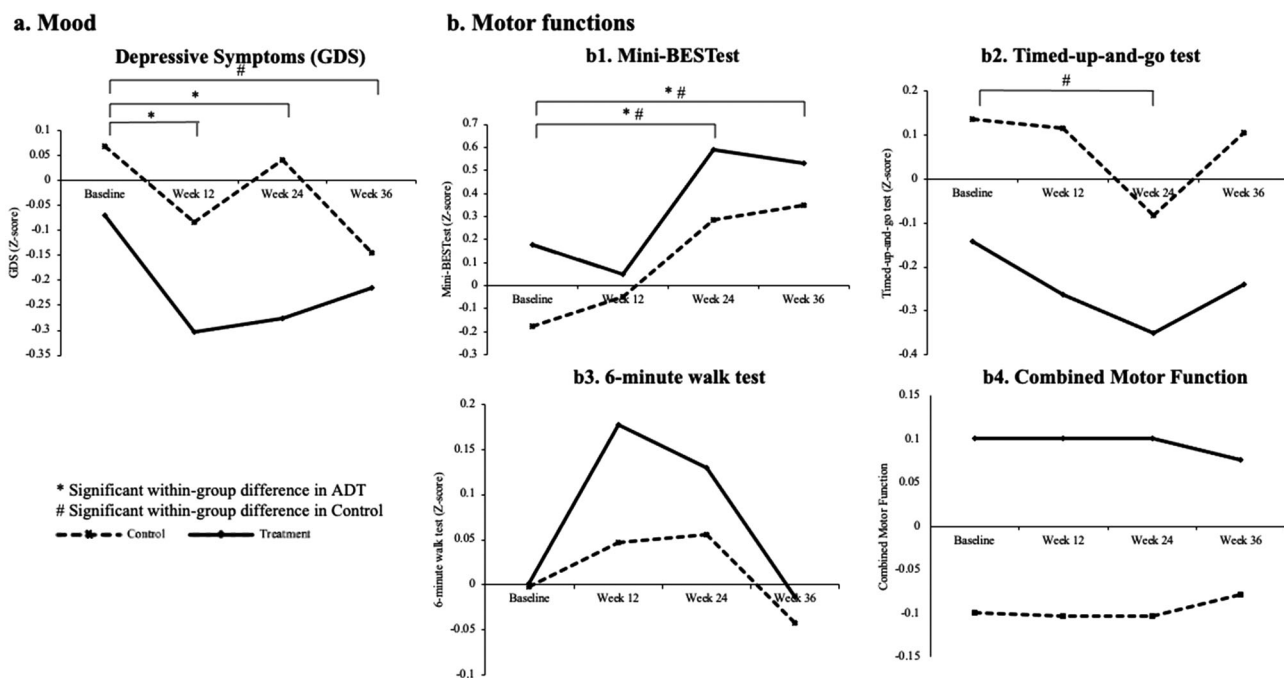 a. Mood
Depressive Symptoms (GDS)
#
*
*
0.1
0.05
0
-0.05
-0.1
-0.15
-0.2
-0.25
-0.3
-0.35
GDS (Z-score)
Baseline Week 12 Week 24 Week 36
* Significant within-group difference in ADT
# Significant within-group difference in Control
Control Treatment
b. Motor functions
b1. Mini-BESTest
* #
* #
0.7
0.6
0.5
0.4
0.3
0.2
0.1
0
-0.1
-0.2
-0.3
Mini-BESTest (Z-score)
Baseline Week 12 Week 24 Week 36
b2. Timed-up-and-go test
#
0.2
0.1
0
-0.1
-0.2
-0.3
-0.4
Timed-up-and-go test (Z-score)
Baseline Week 12 Week 24 Week 36
b3. 6-minute walk test
0.2
0.15
0.1
0.05
0
-0.05
-0.1
6-minute walk test (Z-score)
Baseline Week 12 Week 24 Week 36
b4. Combined Motor Function
0.15
0.1
0.05
0
-0.05
-0.1
-0.15
Combined Motor Function
Baseline Week 12 Week 24 Week 36